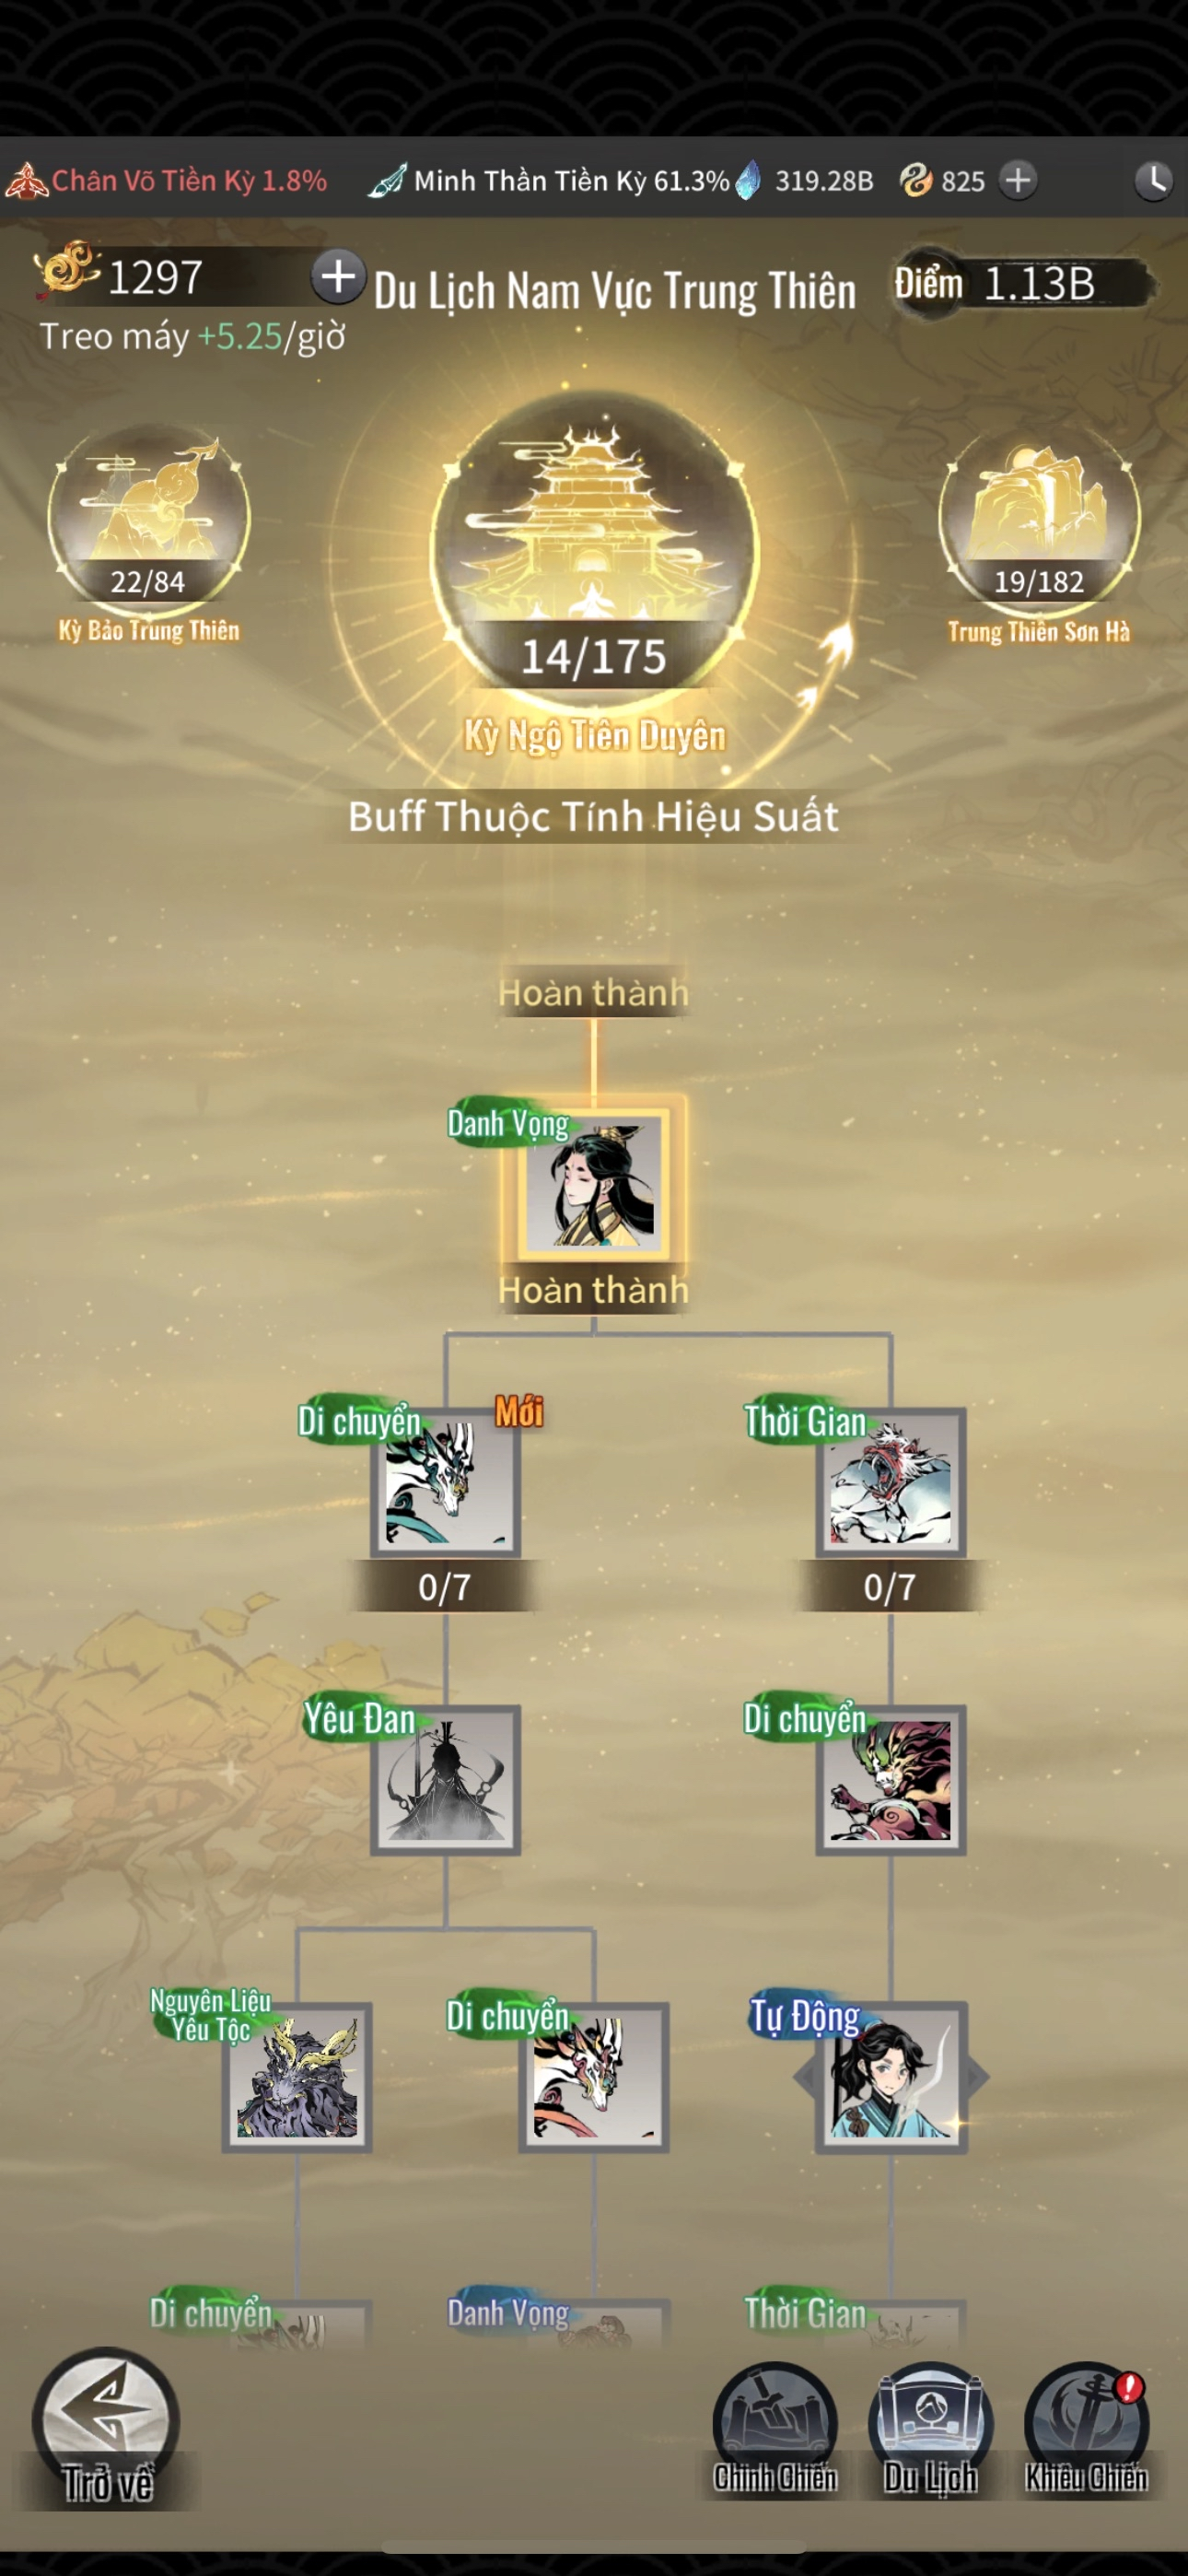 Chân Võ Tiền Kỳ 1.8% Minh Thần Tiền Kỳ 61.3% 319.28B 825
1297 Du Lịch Nam Vực Trung Thiên Điểm 1.13B
Treo máy +5.25/giờ
22/84
19/182
Kỳ Bảo Trung Thiên
Trung Thiên Sơn Hà
14/175
Kỳ Ngộ Tiên Duyên
Buff Thuộc Tính Hiệu Suất
Hoàn thành
Danh Vọng
Hoàn thành
Di chuyển Mới Thời Gian
0/7 0/7
Yêu Đan Di chuyển
Nguyên Liệu
Yêu Tộc
Di chuyển Tự Động
Di chuyển Danh Vọng Thời Gian
Trở về
Chinh Chiến Du Lịch Khiêu Chiến